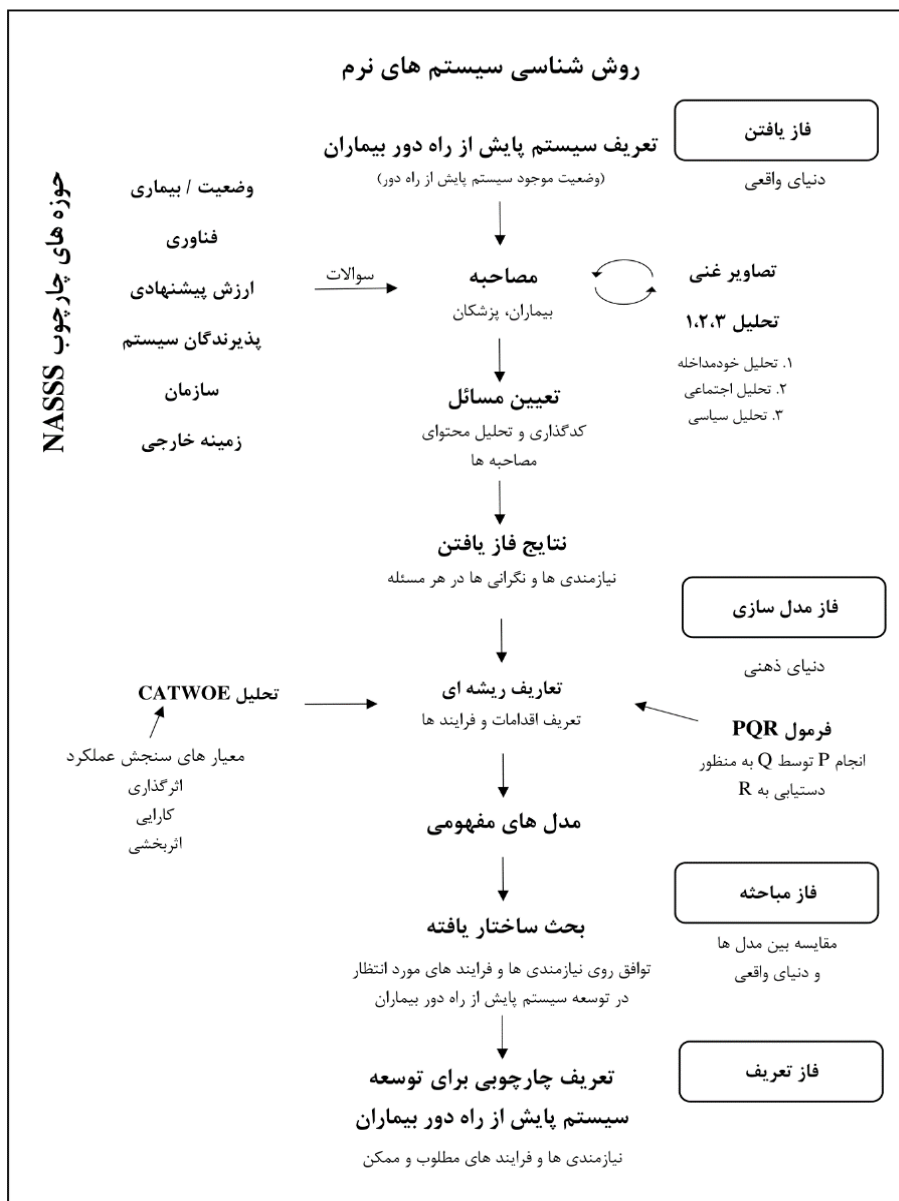 روش شناسی سیستم های نرم
فاز یافتن
دنیای واقعی
تعریف سیستم پایش از راه دور بیماران
(وضعیت موجود سیستم پایش از راه دور)
حوزه های چارچوب NASSS
وضعیت / بیماری
فناوری
ارزش پیشنهادی
پذیرندگان سیستم
سازمان
زمینه خارجی
سوالات
مصاحبه
بیماران، پزشکان
تصاویر غنی
تحلیل ۱،۲،۳
۱. تحلیل خودمداخله
۲. تحلیل اجتماعی
۳. تحلیل سیاسی
تعیین مسائل
کدگذاری و تحلیل محتوای
مصاحبه ها
نتایج فاز یافتن
نیازمندی ها و نگرانی ها در هر مسئله
فاز مدل سازی
دنیای ذهنی
تعاریف ریشه ای
تعریف اقدامات و فرایند ها
فرمول PQR
انجام P توسط Q به منظور
دستیابی به R
تحلیل CATWOE
معیار های سنجش عملکرد
اثرگذاری
کارایی
اثربخشی
مدل های مفهومی
فاز مباحثه
مقایسه بین مدل ها
و دنیای واقعی
بحث ساختار یافته
توافق روی نیازمندی ها و فرایند های مورد انتظار
در توسعه سیستم پایش از راه دور بیماران
فاز تعریف
تعریف چارچوبی برای توسعه
سیستم پایش از راه دور بیماران
نیازمندی ها و فرایند های مطلوب و ممکن